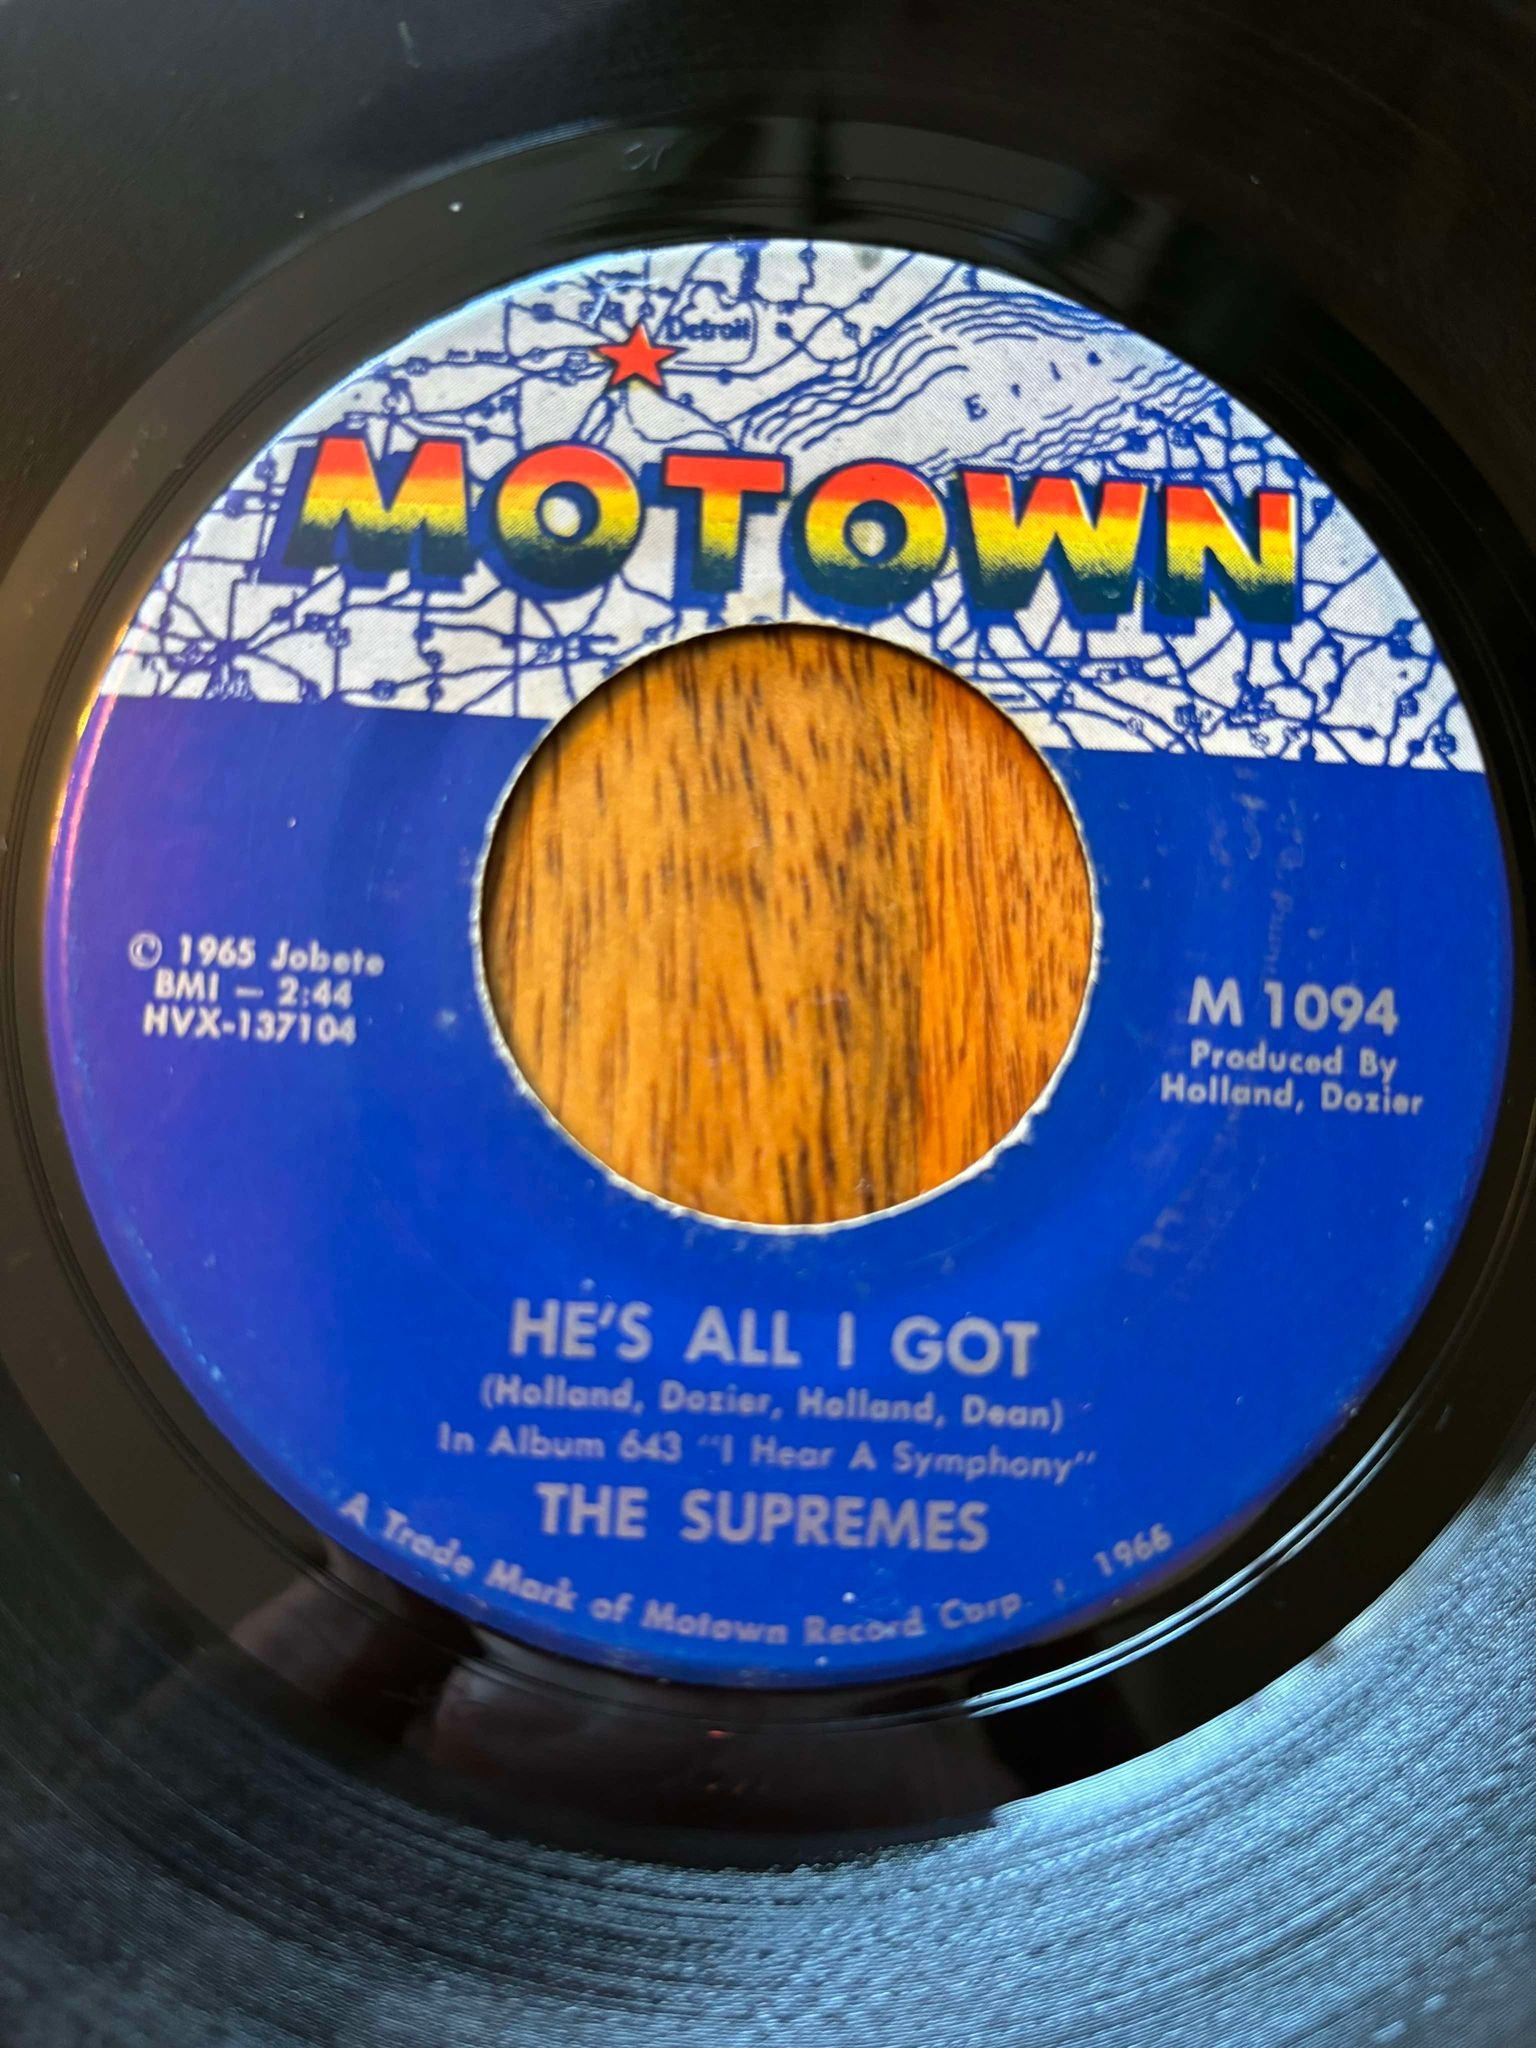 Detroit
Erie
MOTOWN
© 1965 Jobete
BMI — 2:44
HVX-137104
M 1094
Produced By
Holland, Dozier
HE'S ALL I GOT
(Holland, Dozier, Holland, Dean)
In Album 643 "I Hear A Symphony"
THE SUPREMES
A Trade Mark of Motown Record Corp. 1966